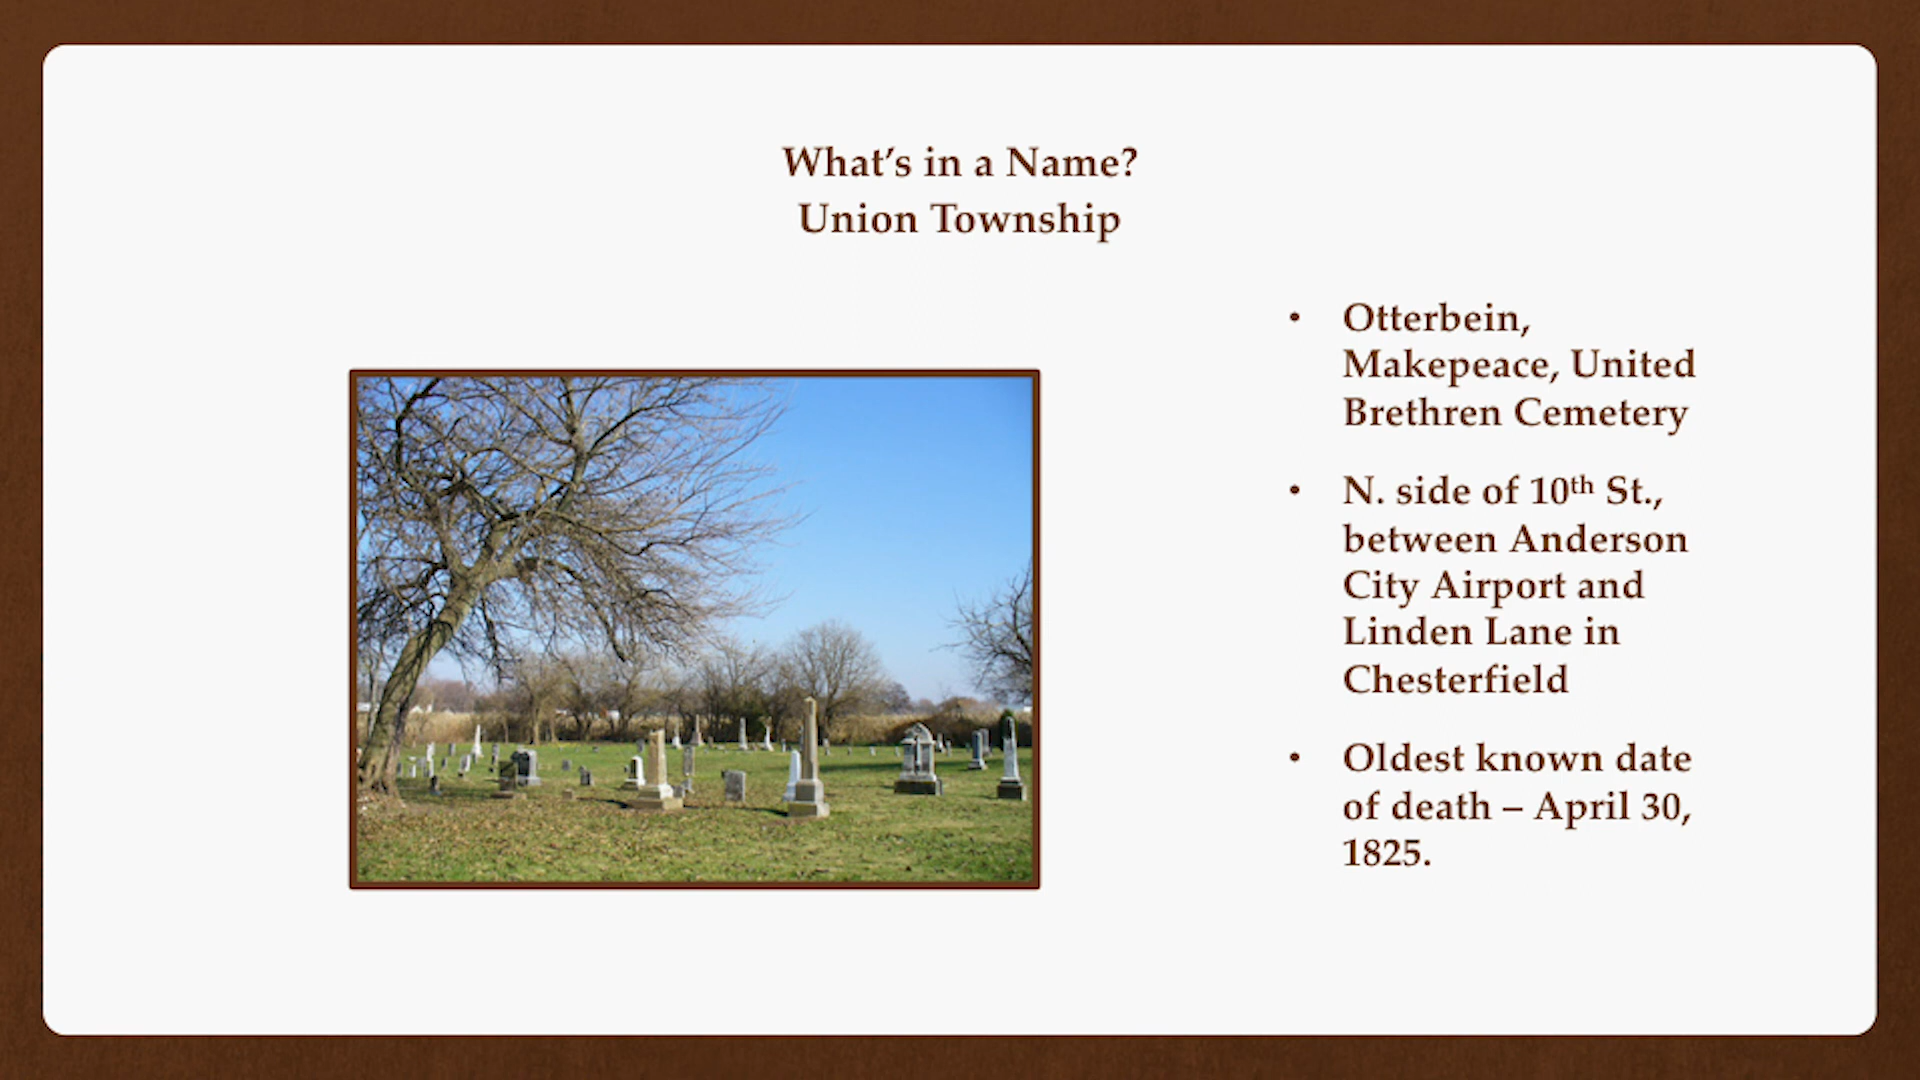 What’s in a Name?
Union Township
• Otterbein,
Makepeace, United
Brethren Cemetery
• N. side of 10th St.,
between Anderson
City Airport and
Linden Lane in
Chesterfield
• Oldest known date
of death – April 30,
1825.